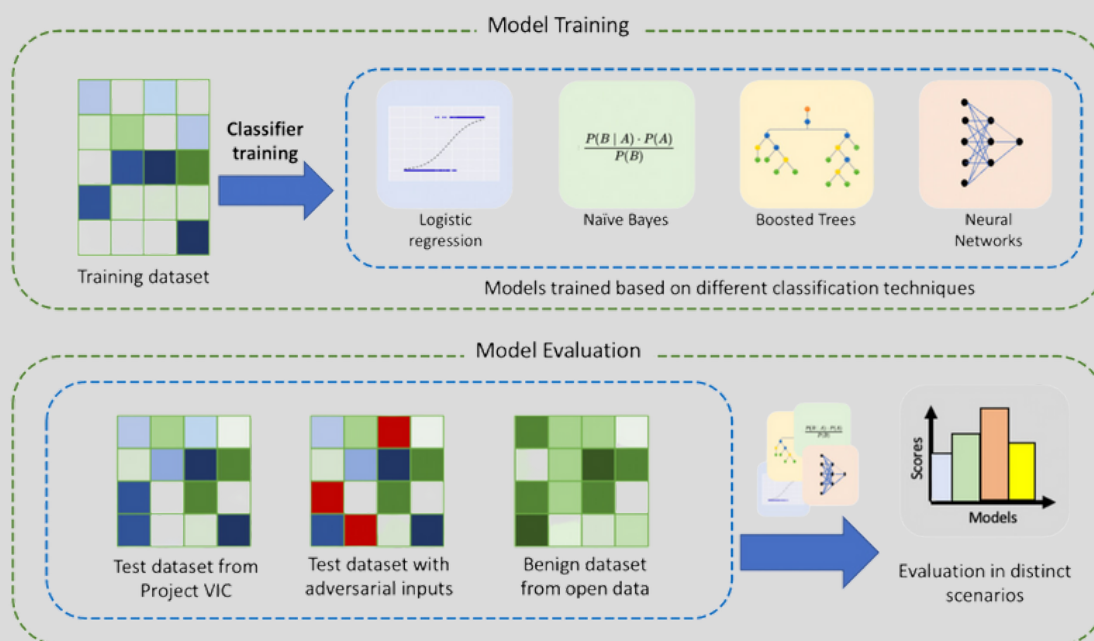 Model Training
Classifier
training
P(B | A) · P(A)
P(B)
Logistic
regression
Naïve Bayes
Boosted Trees
Neural
Networks
Training dataset
Models trained based on different classification techniques
Model Evaluation
P(B | A) · P(A)
P(B)
Scores
Models
Test dataset from
Project VIC
Test dataset with
adversarial inputs
Benign dataset
from open data
Evaluation in distinct
scenarios